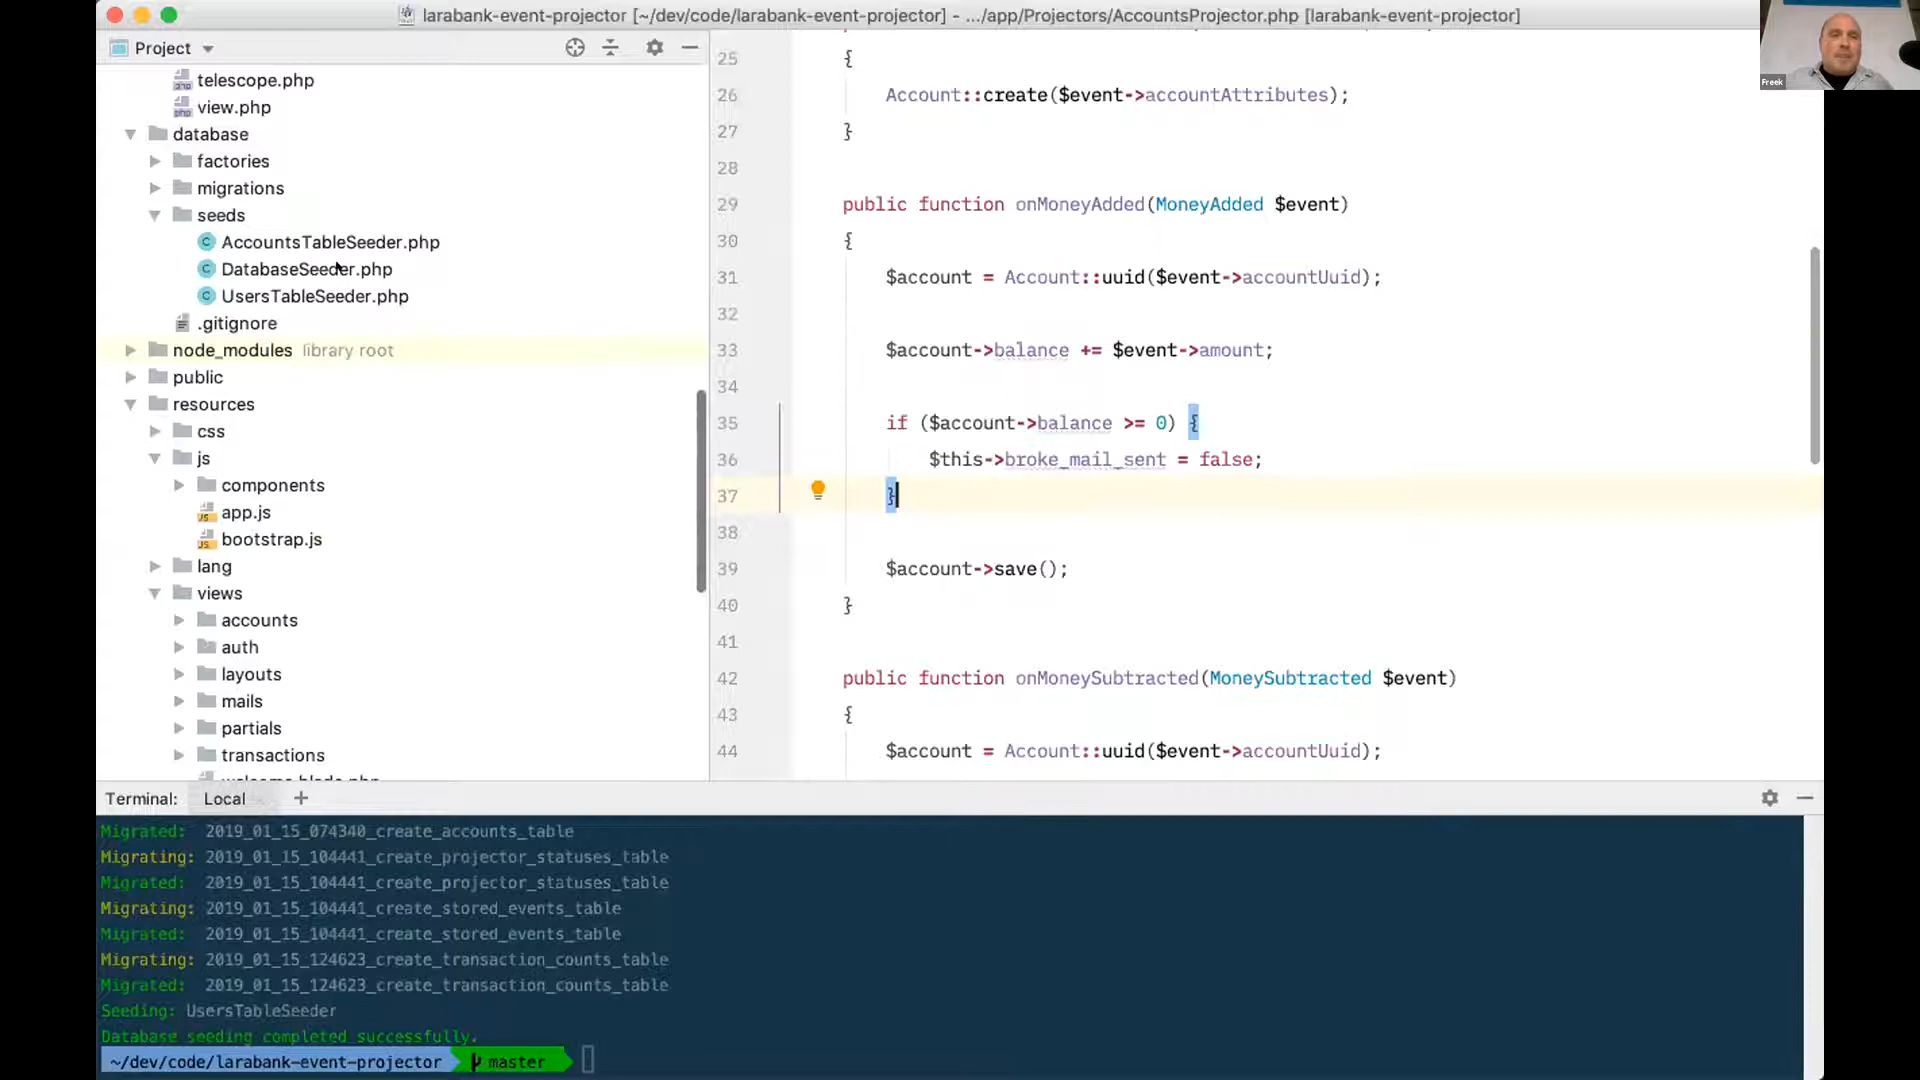 larabank-event-projector [~/dev/code/larabank-event-projector] - .../app/Projectors/AccountsProjector.php [larabank-event-projector]
Freek
Project
telescope.php
view.php
database
factories
migrations
seeds
AccountsTableSeeder.php
DatabaseSeeder.php
UsersTableSeeder.php
.gitignore
node_modules library root
public
resources
css
js
components
app.js
bootstrap.js
lang
views
accounts
auth
layouts
mails
partials
transactions
welcome.blade.php
25 {
26 Account::create($event->accountAttributes);
27 }
28
29 public function onMoneyAdded(MoneyAdded $event)
30 {
31 $account = Account::uuid($event->accountUuid);
32
33 $account->balance += $event->amount;
34
35 if ($account->balance >= 0) {
36 $this->broke_mail_sent = false;
37 }
38
39 $account->save();
40 }
41
42 public function onMoneySubtracted(MoneySubtracted $event)
43 {
44 $account = Account::uuid($event->accountUuid);
Terminal: Local +
Migrated: 2019_01_15_074340_create_accounts_table
Migrating: 2019_01_15_104441_create_projector_statuses_table
Migrated: 2019_01_15_104441_create_projector_statuses_table
Migrating: 2019_01_15_104441_create_stored_events_table
Migrated: 2019_01_15_104441_create_stored_events_table
Migrating: 2019_01_15_124623_create_transaction_counts_table
Migrated: 2019_01_15_124623_create_transaction_counts_table
Seeding: UsersTableSeeder
Database seeding completed successfully.
~/dev/code/larabank-event-projector master